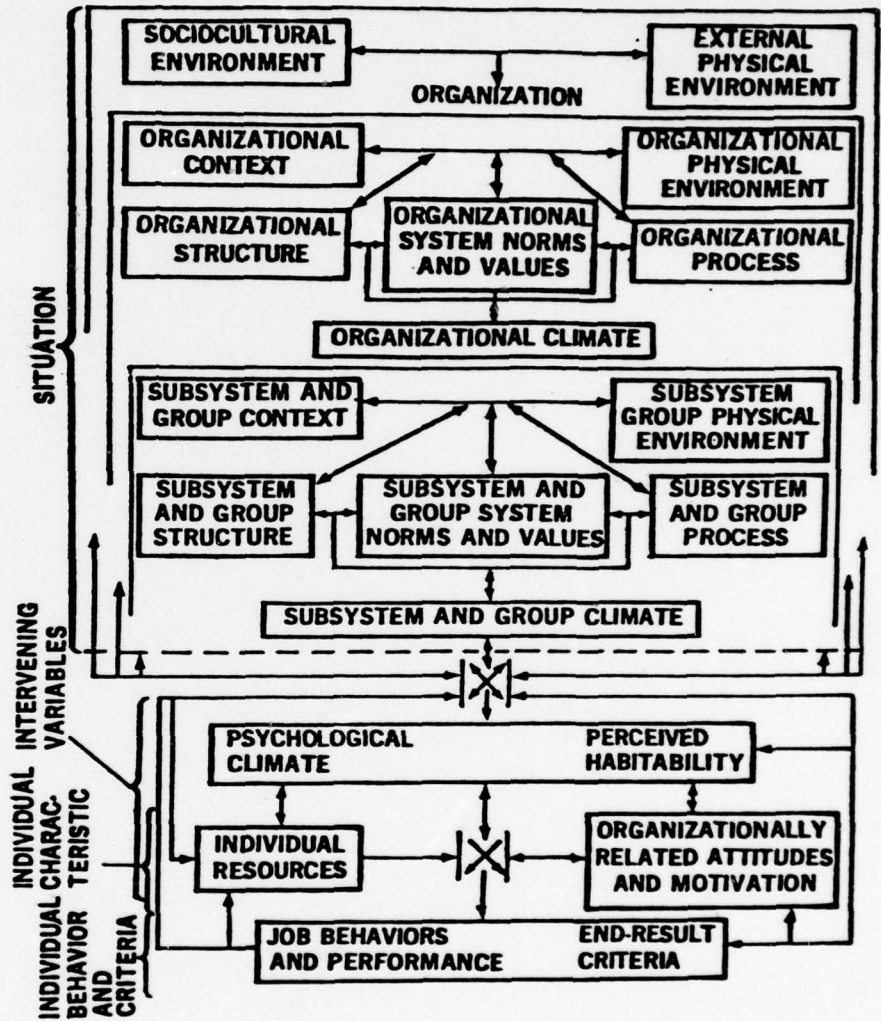 SOCIOCULTURAL
ENVIRONMENT
EXTERNAL
PHYSICAL
ENVIRONMENT
ORGANIZATION
ORGANIZATIONAL
CONTEXT
ORGANIZATIONAL
PHYSICAL
ENVIRONMENT
ORGANIZATIONAL
STRUCTURE
ORGANIZATIONAL
SYSTEM NORMS
AND VALUES
ORGANIZATIONAL
PROCESS
ORGANIZATIONAL CLIMATE
SUBSYSTEM AND
GROUP CONTEXT
SUBSYSTEM
GROUP PHYSICAL
ENVIRONMENT
SUBSYSTEM
AND GROUP
STRUCTURE
SUBSYSTEM AND
GROUP SYSTEM
NORMS AND VALUES
SUBSYSTEM
AND GROUP
PROCESS
SUBSYSTEM AND GROUP CLIMATE
SITUATION
PSYCHOLOGICAL
CLIMATE
PERCEIVED
HABITABILITY
INDIVIDUAL
RESOURCES
ORGANIZATIONALLY
RELATED ATTITUDES
AND MOTIVATION
JOB BEHAVIORS
AND PERFORMANCE
END-RESULT
CRITERIA
INDIVIDUAL INTERVENING
VARIABLES
INDIVIDUAL CHARAC-
TERISTIC
BEHAVIOR
AND
CRITERIA